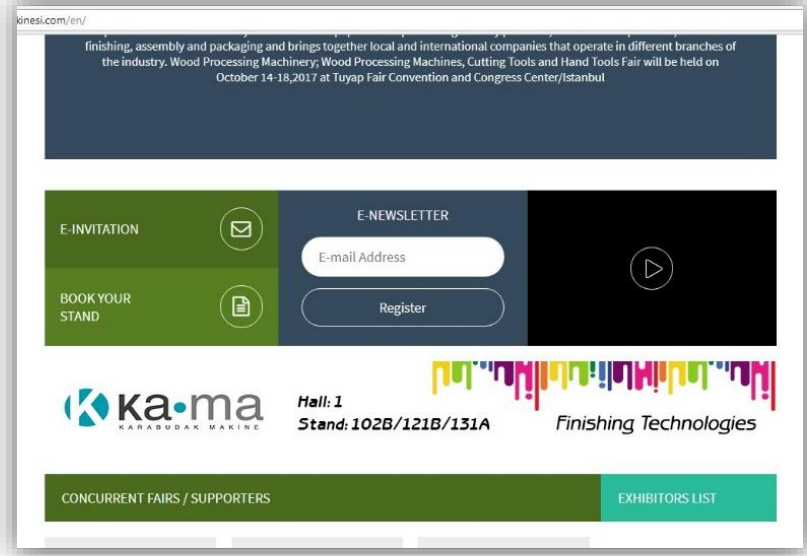 kinesi.com/en/
finishing, assembly and packaging and brings together local and international companies that operate in different branches of
the industry. Wood Processing Machinery; Wood Processing Machines, Cutting Tools and Hand Tools Fair will be held on
October 14-18,2017 at Tuyap Fair Convention and Congress Center/Istanbul
E-INVITATION
BOOK YOUR
STAND
E-NEWSLETTER
E-mail Address
Register
Ka·ma
KARABUDAK MAKİNE
Hall: 1
Stand: 102B/121B/131A
Finishing Technologies
CONCURRENT FAIRS / SUPPORTERS
EXHIBITORS LIST